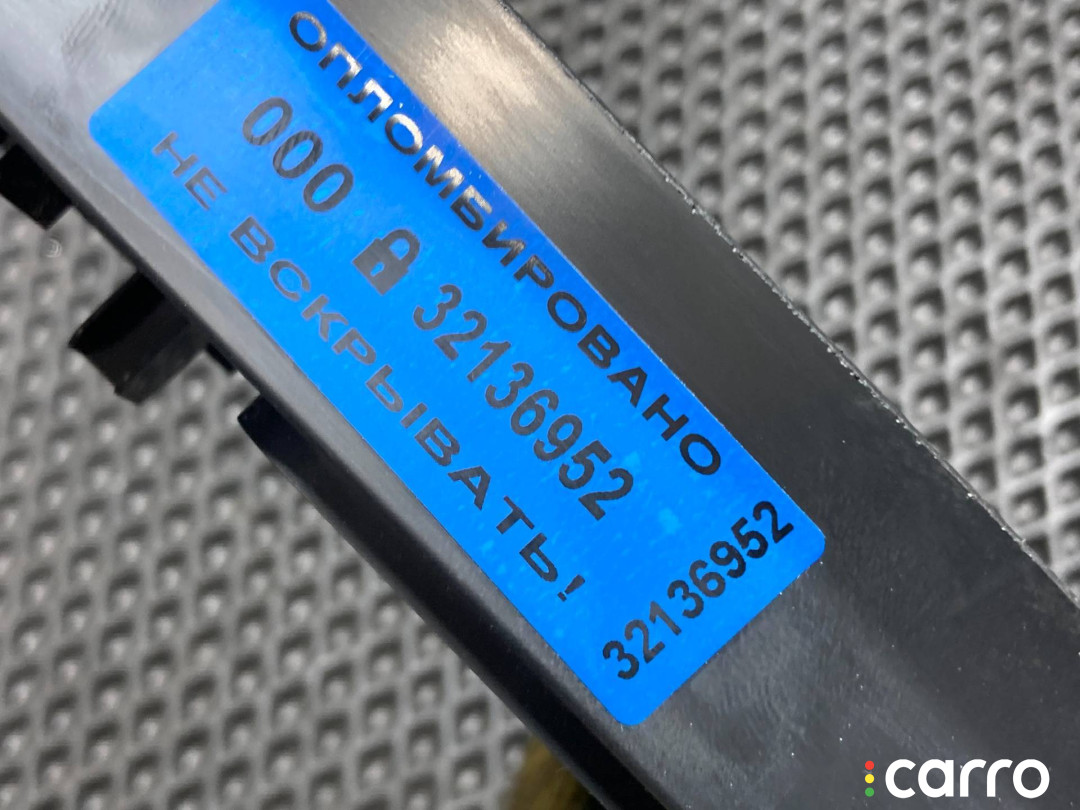 ОПЛОМБИРОВАНО
000 32136952
НЕ ВСКРЫВАТЬ!
32136952
carro